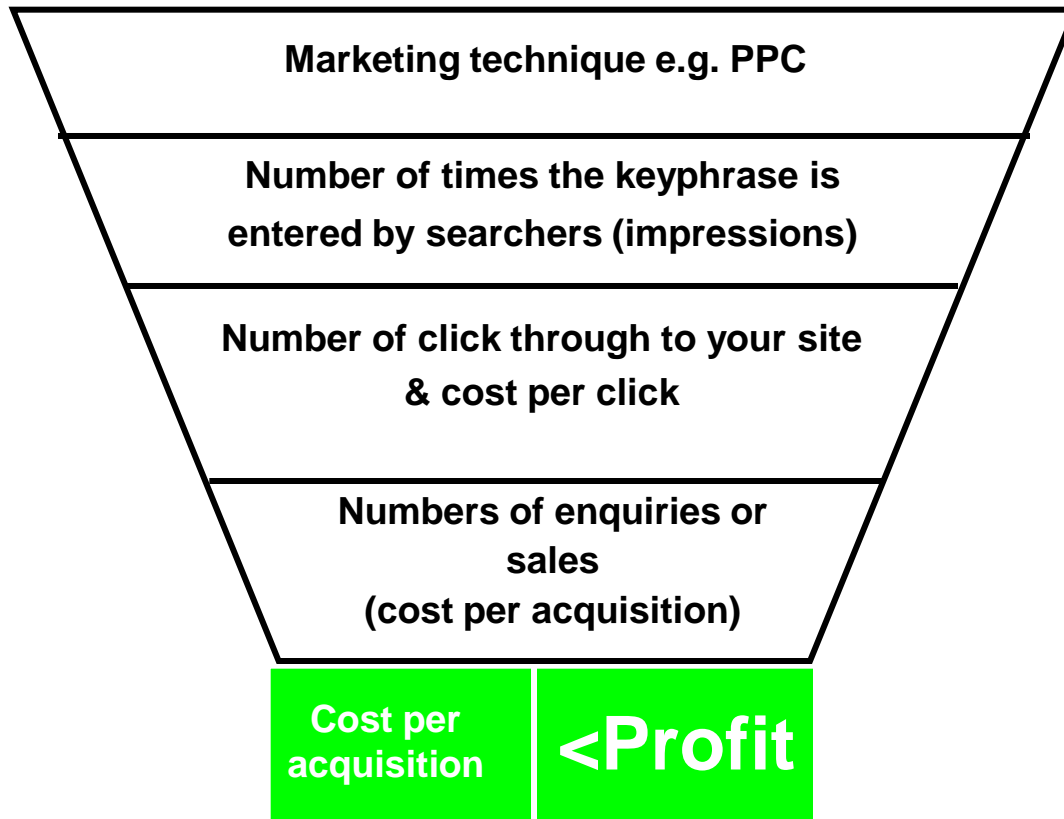 Marketing technique e.g. PPC
Number of times the keyphrase is
entered by searchers (impressions)
Number of click through to your site
& cost per click
Numbers of enquiries or
sales
(cost per acquisition)
Cost per
acquisition
<Profit